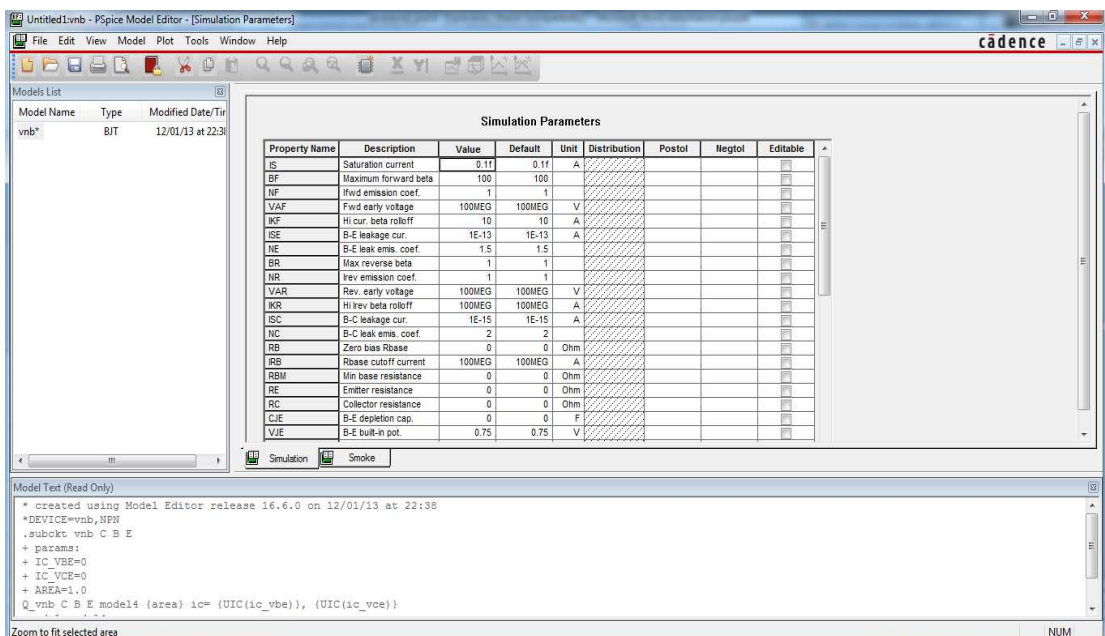 Untitled1:vnb - PSpice Model Editor - [Simulation Parameters]
File Edit View Model Plot Tools Window Help
cādence
Models List
Model Name Type Modified Date/Tir
vnb* BJT 12/01/13 at 22:38
Simulation Parameters
Property Name Description Value Default Unit Distribution Postol Negtol Editable
IS Saturation current 0.1f 0.1f A
BF Maximum forward beta 100 100
NF Ifwd emission coef. 1 1
VAF Fwd early voltage 100MEG 100MEG V
IKF Hi cur. beta rolloff 10 10 A
ISE B-E leakage cur. 1E-13 1E-13 A
NE B-E leak emis. coef. 1.5 1.5
BR Max reverse beta 1 1
NR Irev emission coef. 1 1
VAR Rev. early voltage 100MEG 100MEG V
IKR Hi Irev beta rolloff 100MEG 100MEG A
ISC B-C leakage cur. 1E-15 1E-15 A
NC B-C leak emis. coef. 2 2
RB Zero bias Rbase 0 0 Ohm
IRB Rbase cutoff current 100MEG 100MEG A
RBM Min base resistance 0 0 Ohm
RE Emitter resistance 0 0 Ohm
RC Collector resistance 0 0 Ohm
CJE B-E depletion cap. 0 0 F
VJE B-E built-in pot. 0.75 0.75 V
Simulation Smoke
Model Text (Read Only)
* created using Model Editor release 16.6.0 on 12/01/13 at 22:38
*DEVICE=vnb,NPN
.subckt vnb C B E
+ params:
+ IC_VBE=0
+ IC_VCE=0
+ AREA=1.0
Q_vnb C B E model4 {area} ic= {UIC(ic_vbe)}, {UIC(ic_vce)}
Zoom to fit selected area NUM